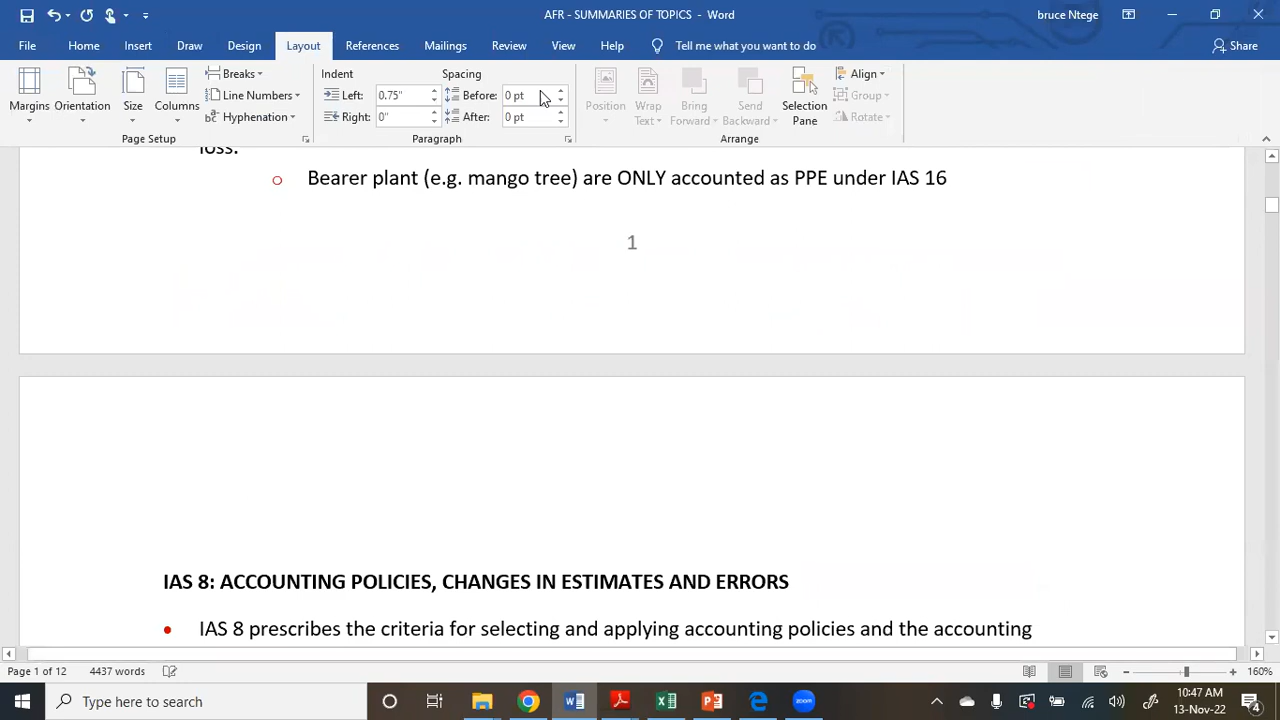 AFR - SUMMARIES OF TOPICS - Word
bruce Ntege
File Home Insert Draw Design Layout References Mailings Review View Help Tell me what you want to do Share
Margins
Orientation
Size
Columns
Breaks
Line Numbers
Hyphenation
Page Setup
Indent
Left: 0.75"
Right: 0"
Spacing
Before: 0 pt
After: 0 pt
Paragraph
Position
Wrap
Text
Bring
Forward
Send
Backward
Selection
Pane
Align
Group
Rotate
Arrange
loss.
o Bearer plant (e.g. mango tree) are ONLY accounted as PPE under IAS 16
1
IAS 8: ACCOUNTING POLICIES, CHANGES IN ESTIMATES AND ERRORS
• IAS 8 prescribes the criteria for selecting and applying accounting policies and the accounting
Page 1 of 12 4437 words
160%
Type here to search
zoom
10:47 AM
13-Nov-22
4